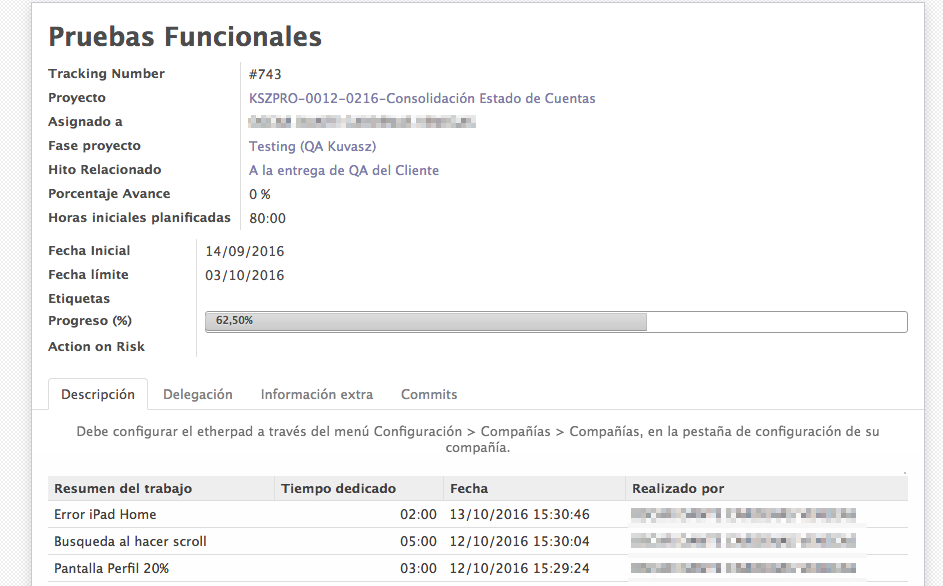 Pruebas Funcionales
Tracking Number #743
Proyecto KSZPRO-0012-0216-Consolidación Estado de Cuentas
Asignado a
Fase proyecto Testing (QA Kuvasz)
Hito Relacionado A la entrega de QA del Cliente
Porcentaje Avance 0 %
Horas iniciales planificadas 80:00
Fecha Inicial 14/09/2016
Fecha límite 03/10/2016
Etiquetas
Progreso (%) 62,50%
Action on Risk
Descripción Delegación Información extra Commits
Debe configurar el etherpad a través del menú Configuración > Compañías > Compañías, en la pestaña de configuración de su
compañía.
Resumen del trabajo Tiempo dedicado Fecha Realizado por
Error iPad Home 02:00 13/10/2016 15:30:46
Busqueda al hacer scroll 05:00 12/10/2016 15:30:04
Pantalla Perfil 20% 03:00 12/10/2016 15:29:24